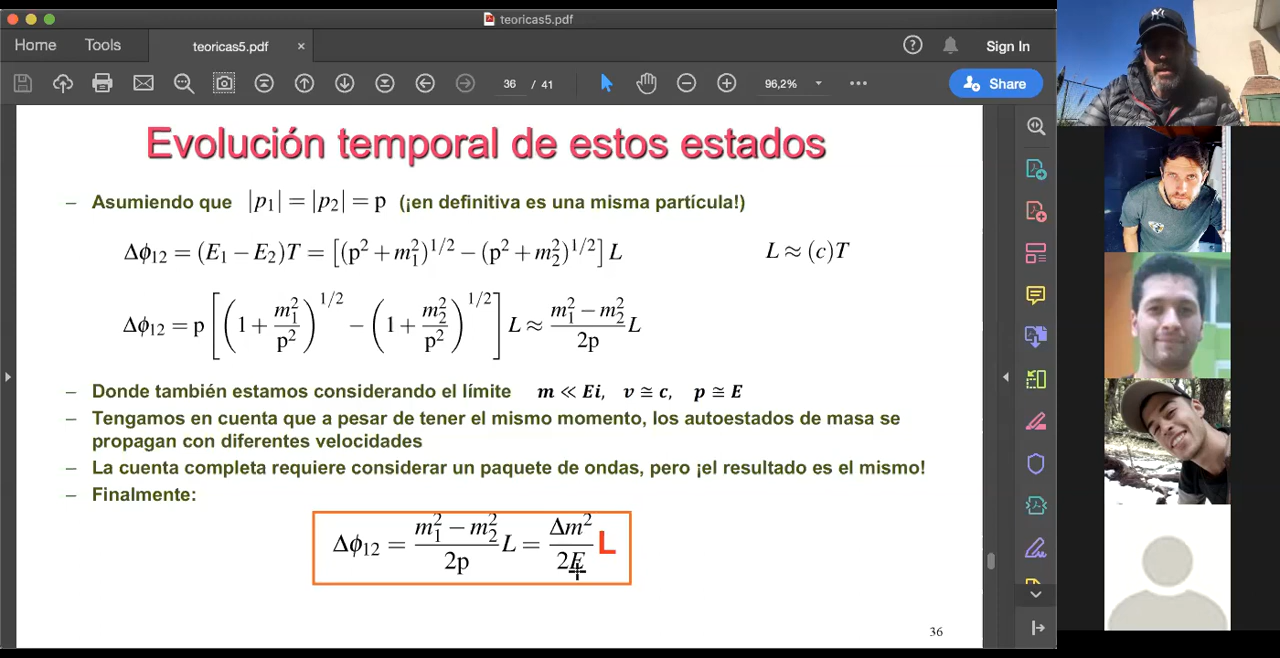 teoricas5.pdf
Home Tools teoricas5.pdf × Sign In
36 / 41 96,2% Share
Evolución temporal de estos estados
– Asumiendo que |p₁| = |p₂| = p (¡en definitiva es una misma partícula!)
Δϕ₁₂ = (E₁ − E₂)T = [(p² + m₁²)^1/2 − (p² + m₂²)^1/2] L L ≈ (c)T
Δϕ₁₂ = p [(1 + m₁²/p²)^1/2 − (1 + m₂²/p²)^1/2] L ≈ (m₁² − m₂²)/2p L
– Donde también estamos considerando el límite m ≪ Ei, v ≅ c, p ≅ E
– Tengamos en cuenta que a pesar de tener el mismo momento, los autoestados de masa se
propagan con diferentes velocidades
– La cuenta completa requiere considerar un paquete de ondas, pero ¡el resultado es el mismo!
– Finalmente:
Δϕ₁₂ = (m₁² − m₂²)/2p L = Δm²/2E L
36